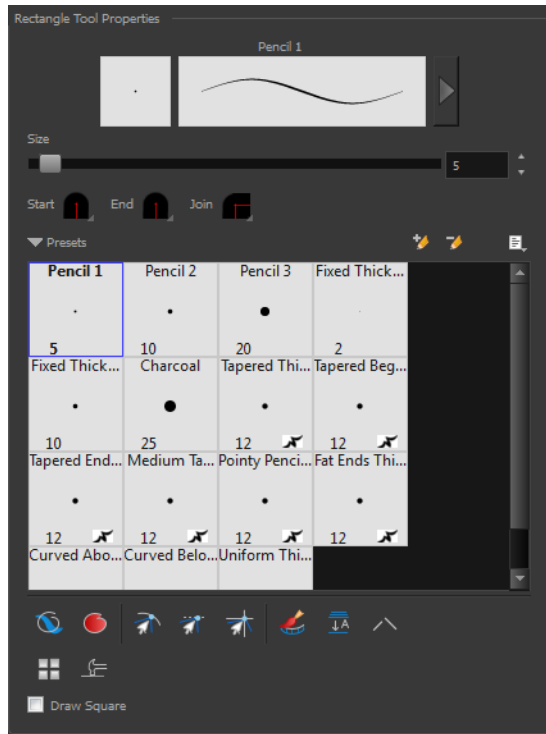 Rectangle Tool Properties
Pencil 1
Size
5
Start End Join
Presets
Pencil 1 Pencil 2 Pencil 3 Fixed Thick...
5 10 20 2
Fixed Thick... Charcoal Tapered Thi... Tapered Beg...
10 25 12 12
Tapered End... Medium Ta... Pointy Penci... Fat Ends Thi...
12 12 12 12
Curved Abo... Curved Belo... Uniform Thi...
A
Draw Square